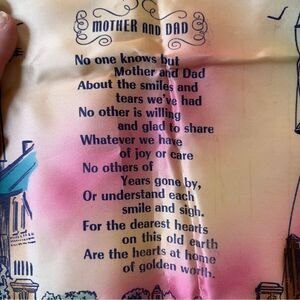 MOTHER AND DAD
No one knows but
Mother and Dad
About the smiles and
tears we've had
No other is willing
and glad to share
Whatever we have
of joy or care
No others of
Years gone by,
Or understand each
smile and sigh.
For the dearest hearts
on this old earth
Are the hearts at home
of golden worth.